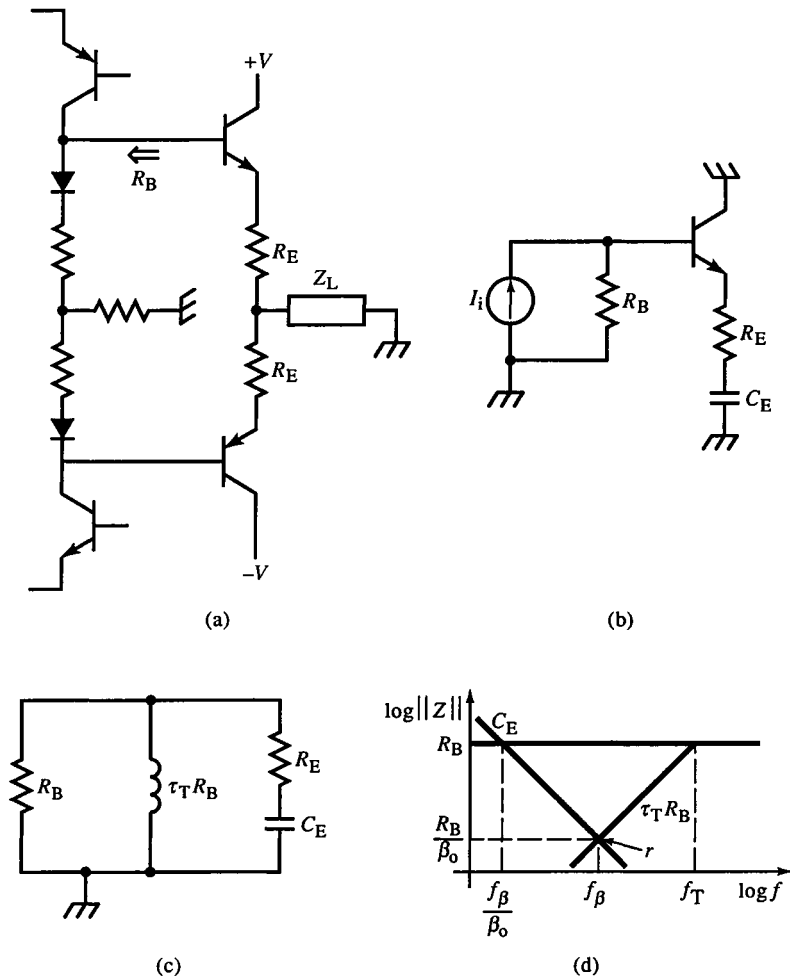 +V
R_B
R_E
Z_L
R_E
−V
(a)
I_i
R_B
R_E
C_E
(b)
R_B
τ_T R_B
R_E
C_E
(c)
log||Z||
C_E
R_B
τ_T R_B
R_B/β_o
r
f_β/β_o
f_β
f_T
log f
(d)